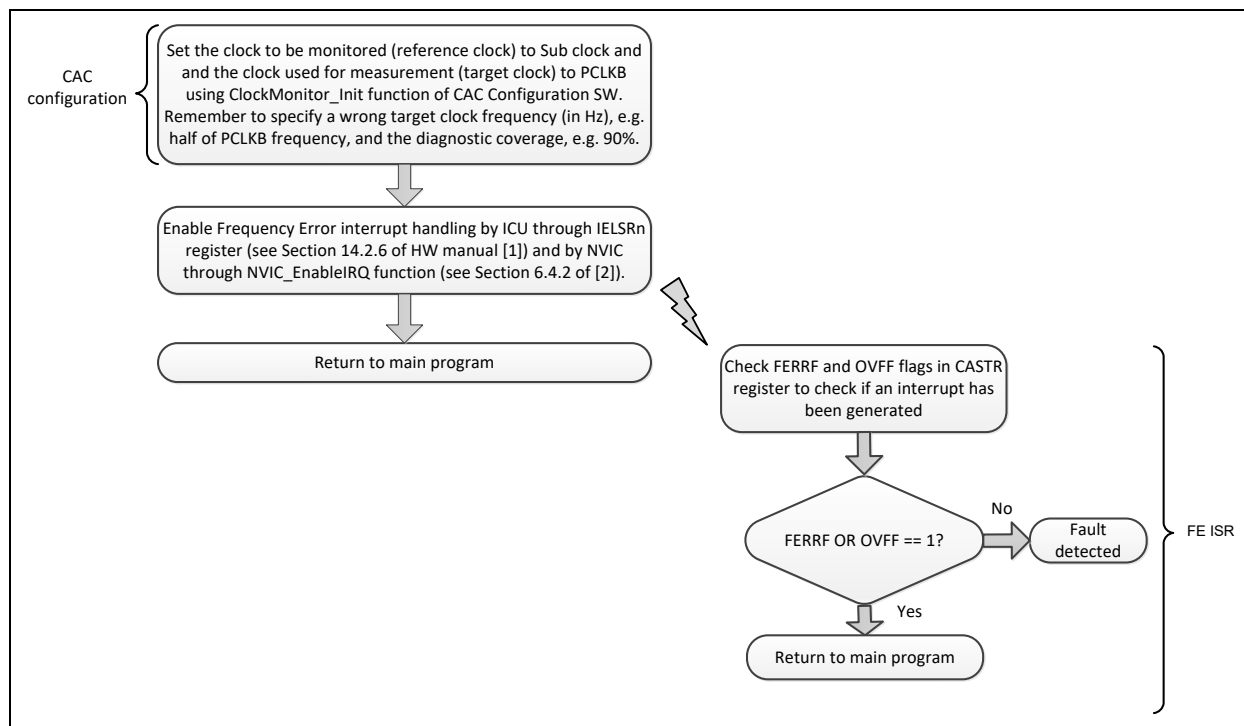 CAC
configuration
Set the clock to be monitored (reference clock) to Sub clock and
and the clock used for measurement (target clock) to PCLKB
using ClockMonitor_Init function of CAC Configuration SW.
Remember to specify a wrong target clock frequency (in Hz), e.g.
half of PCLKB frequency, and the diagnostic coverage, e.g. 90%.
Enable Frequency Error interrupt handling by ICU through IELSRn
register (see Section 14.2.6 of HW manual [1]) and by NVIC
through NVIC_EnableIRQ function (see Section 6.4.2 of [2]).
Return to main program
Check FERRF and OVFF flags in CASTR
register to check if an interrupt has
been generated
FERRF OR OVFF == 1?
No
Fault
detected
FE ISR
Yes
Return to main program